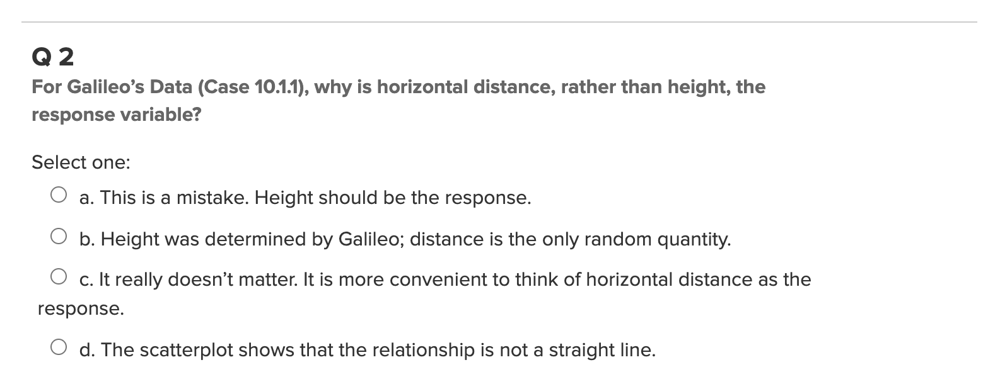 Q 2
For Galileo’s Data (Case 10.1.1), why is horizontal distance, rather than height, the
response variable?
Select one:
a. This is a mistake. Height should be the response.
b. Height was determined by Galileo; distance is the only random quantity.
c. It really doesn’t matter. It is more convenient to think of horizontal distance as the
response.
d. The scatterplot shows that the relationship is not a straight line.